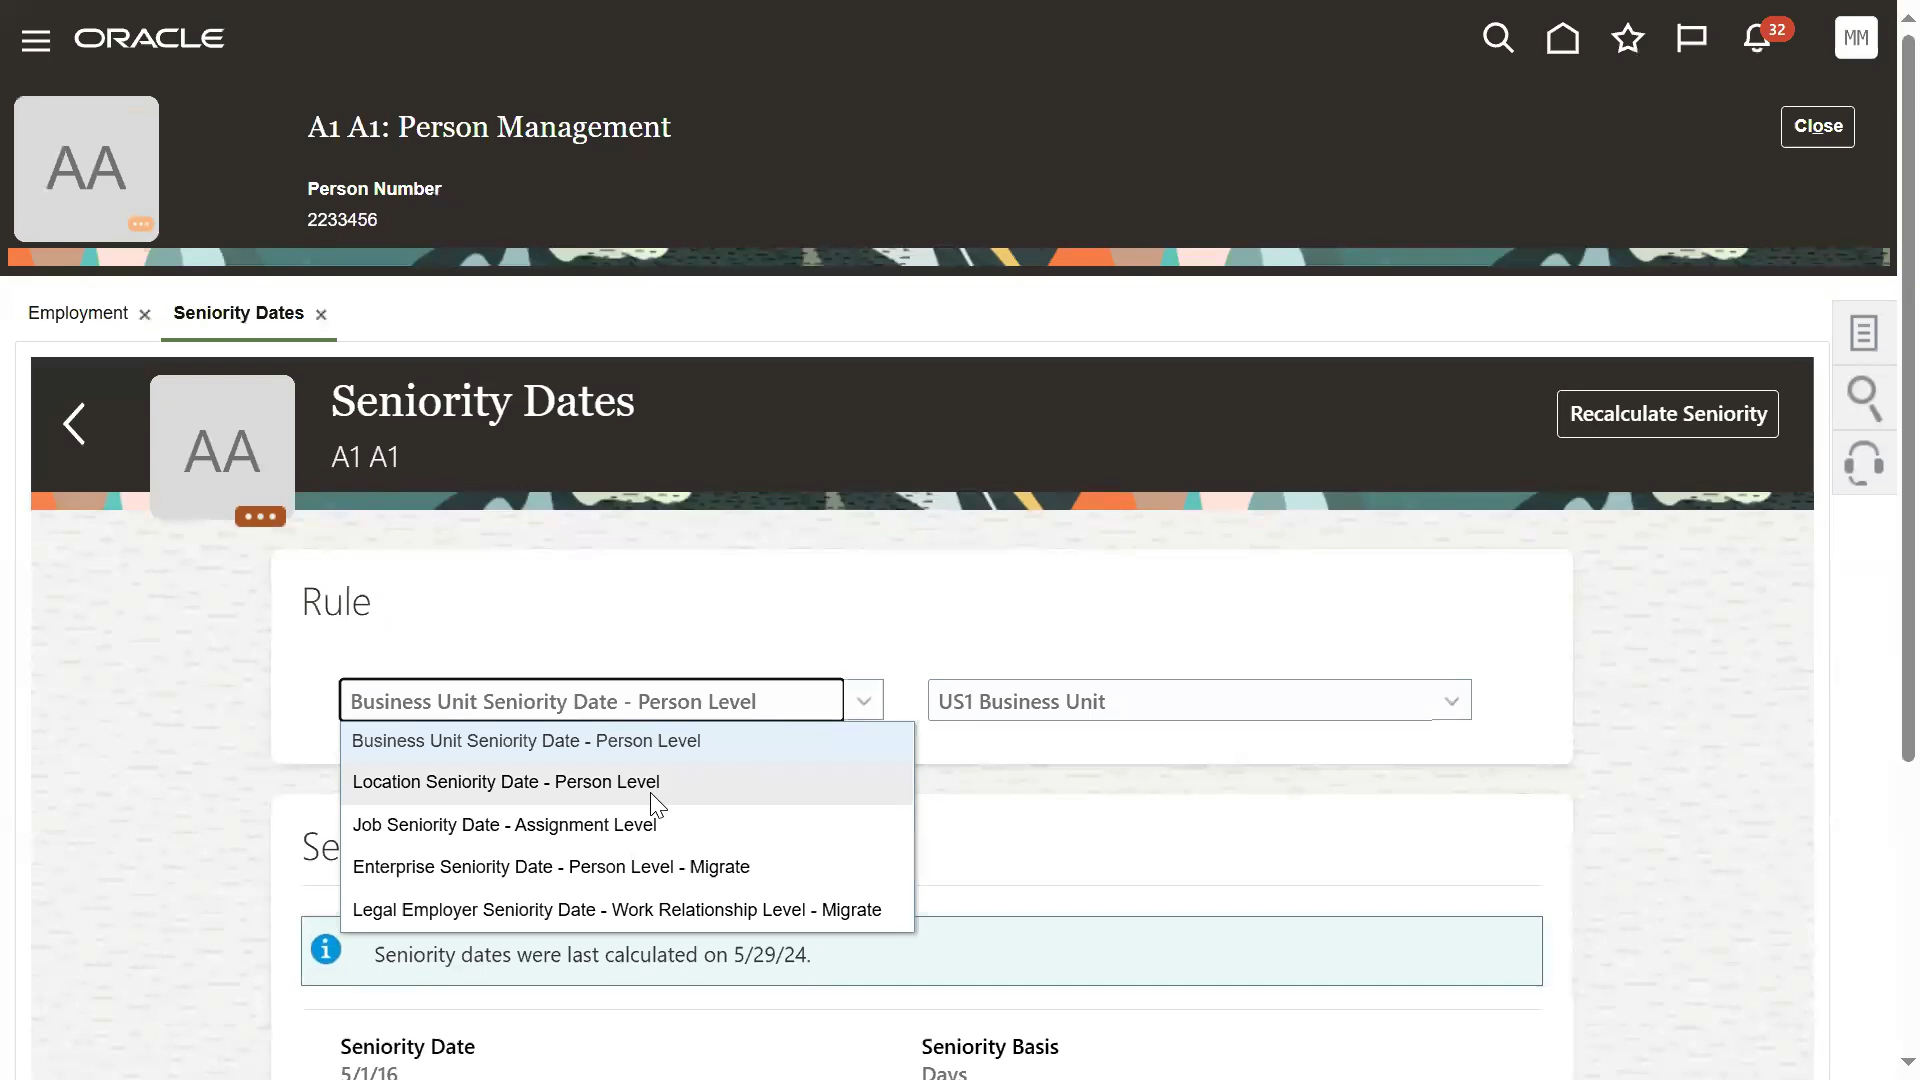 ORACLE
32
MM
AA
A1 A1: Person Management
Close
Person Number
2233456
Employment
Seniority Dates
AA
Seniority Dates
A1 A1
Recalculate Seniority
Rule
Business Unit Seniority Date - Person Level
US1 Business Unit
Business Unit Seniority Date - Person Level
Location Seniority Date - Person Level
Job Seniority Date - Assignment Level
Enterprise Seniority Date - Person Level - Migrate
Legal Employer Seniority Date - Work Relationship Level - Migrate
Se
Seniority dates were last calculated on 5/29/24.
Seniority Date
Seniority Basis
5/1/16
Days